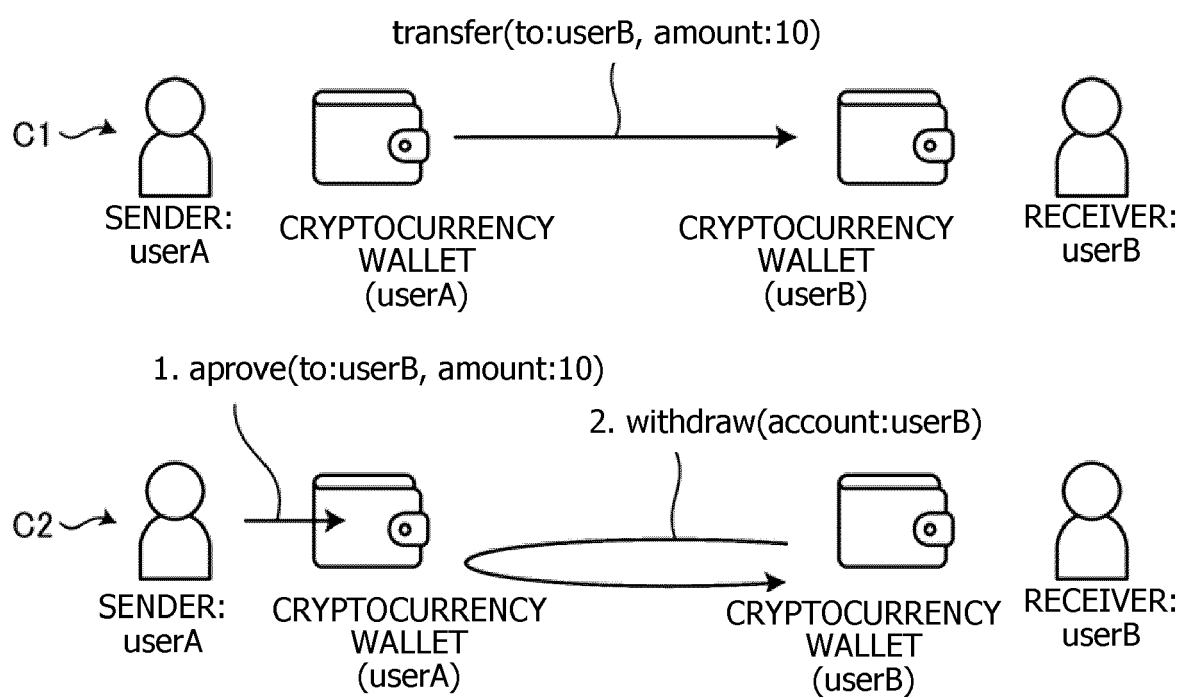 transfer(to:userB, amount:10)
C1
SENDER:
userA
CRYPTOCURRENCY
WALLET
(userA)
CRYPTOCURRENCY
WALLET
(userB)
RECEIVER:
userB
1. aprove(to:userB, amount:10)
2. withdraw(account:userB)
C2
SENDER:
userA
CRYPTOCURRENCY
WALLET
(userA)
CRYPTOCURRENCY
WALLET
(userB)
RECEIVER:
userB